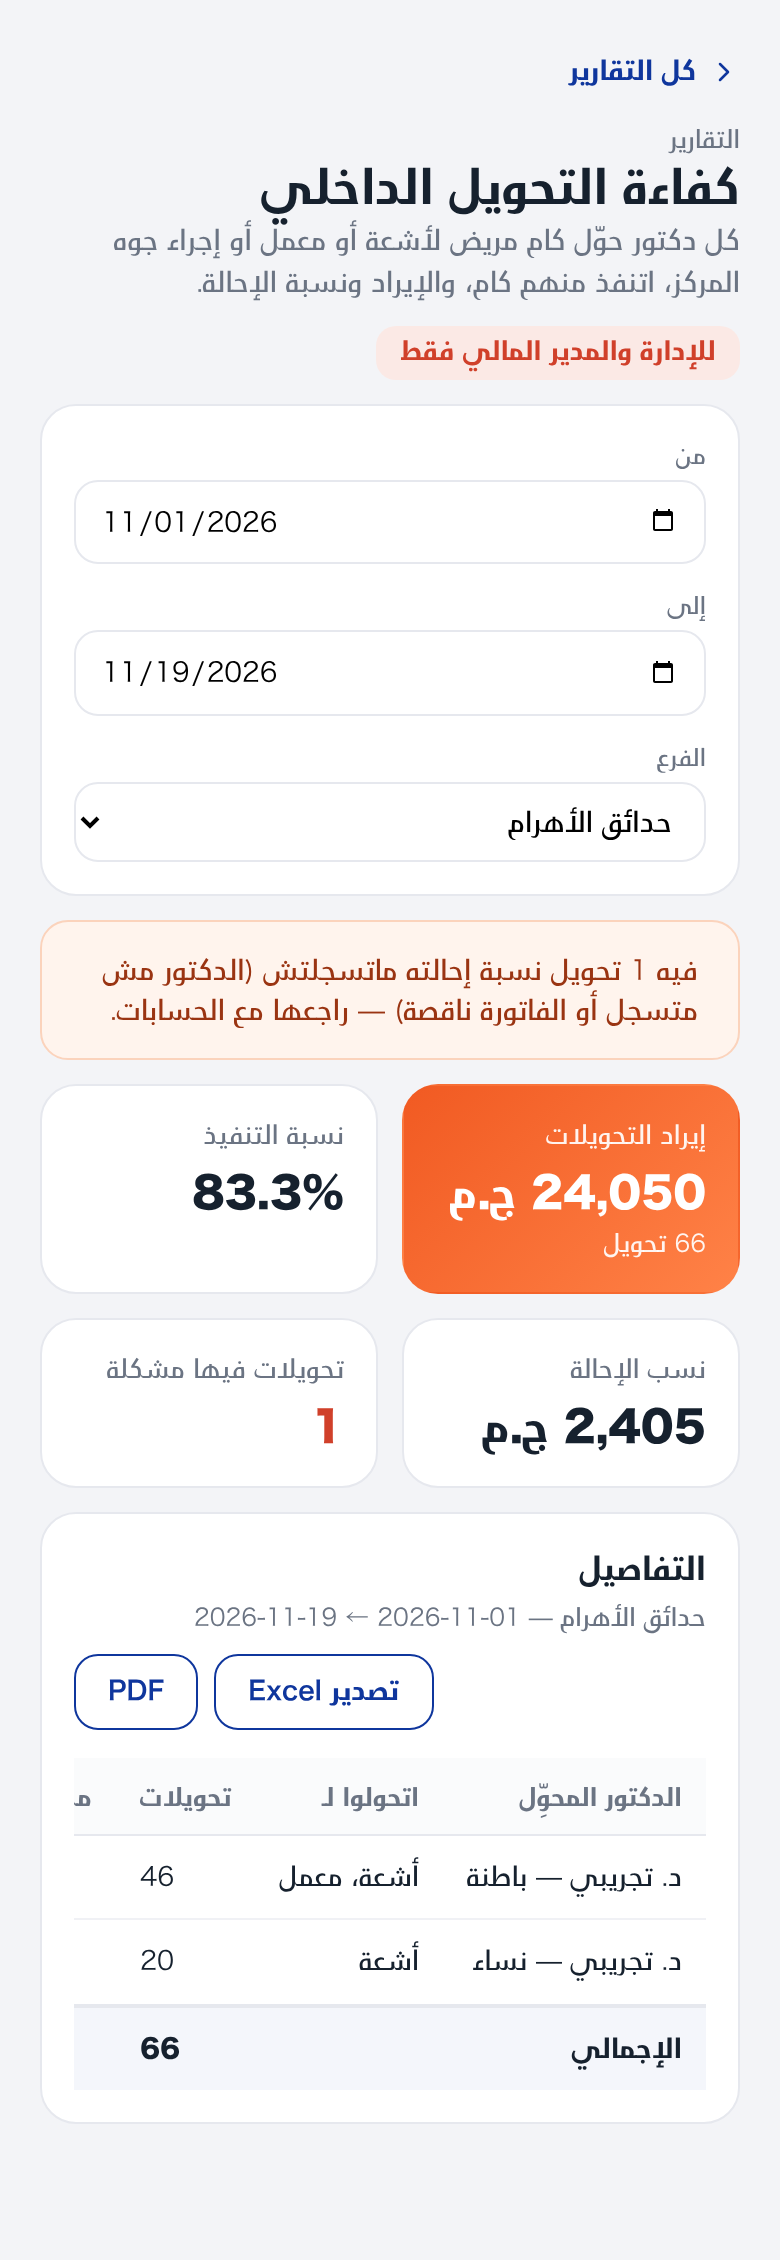 كل التقارير
التقارير
كفاءة التحويل الداخلي
كل دكتور حوّل كام مريض لأشعة أو معمل أو إجراء جوه
المركز، اتنفذ منهم كام، والإيراد ونسبة الإحالة.
للإدارة والمدير المالي فقط
من
11/01/2026
إلى
11/19/2026
الفرع
حدائق الأهرام
فيه 1 تحويل نسبة إحالته ماتسجلتش (الدكتور مش
متسجل أو الفاتورة ناقصة) — راجعها مع الحسابات.
إيراد التحويلات
24,050 ج.م
66 تحويل
نسبة التنفيذ
83.3%
نسب الإحالة
2,405 ج.م
تحويلات فيها مشكلة
1
التفاصيل
حدائق الأهرام — 2026-11-01 ← 2026-11-19
تصدير Excel
PDF
الدكتور المحوِّل اتحولوا لـ تحويلات
د. تجريبي — باطنة أشعة، معمل 46
د. تجريبي — نساء أشعة 20
الإجمالي 66